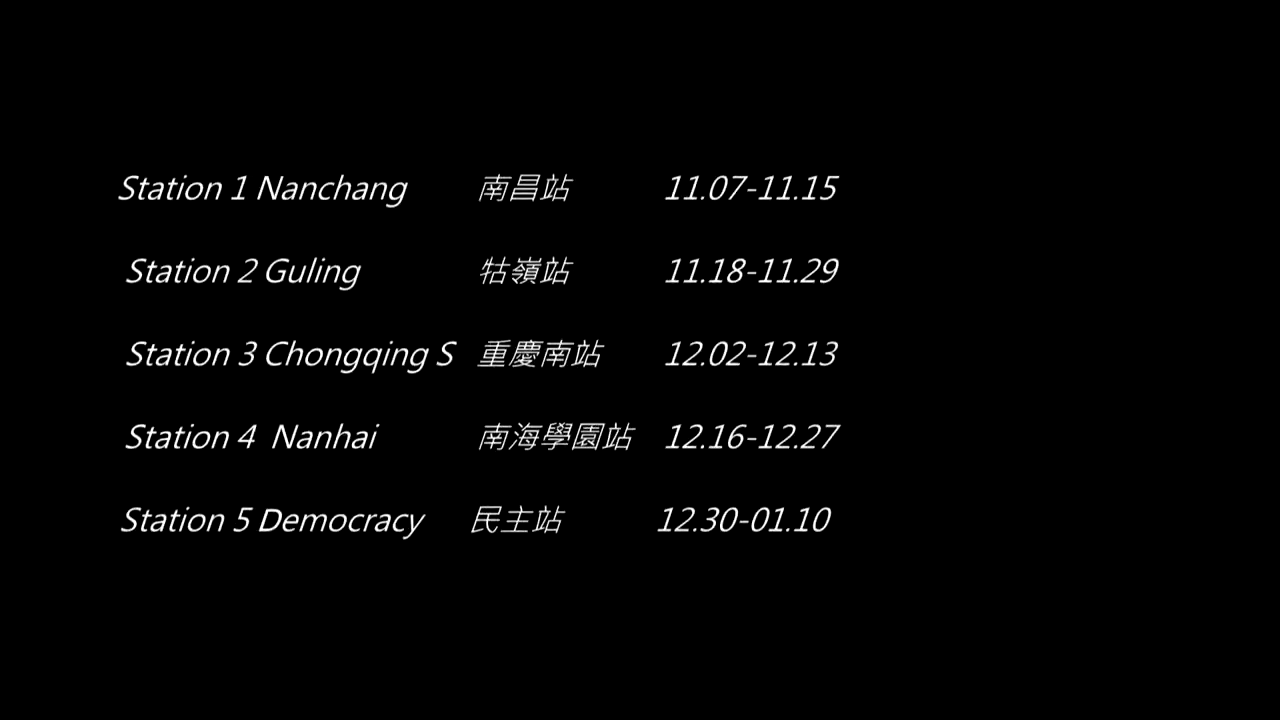 Station 1 Nanchang 南昌站 11.07-11.15
Station 2 Guling 牯嶺站 11.18-11.29
Station 3 Chongqing S 重慶南站 12.02-12.13
Station 4 Nanhai 南海學園站 12.16-12.27
Station 5 Democracy 民主站 12.30-01.10